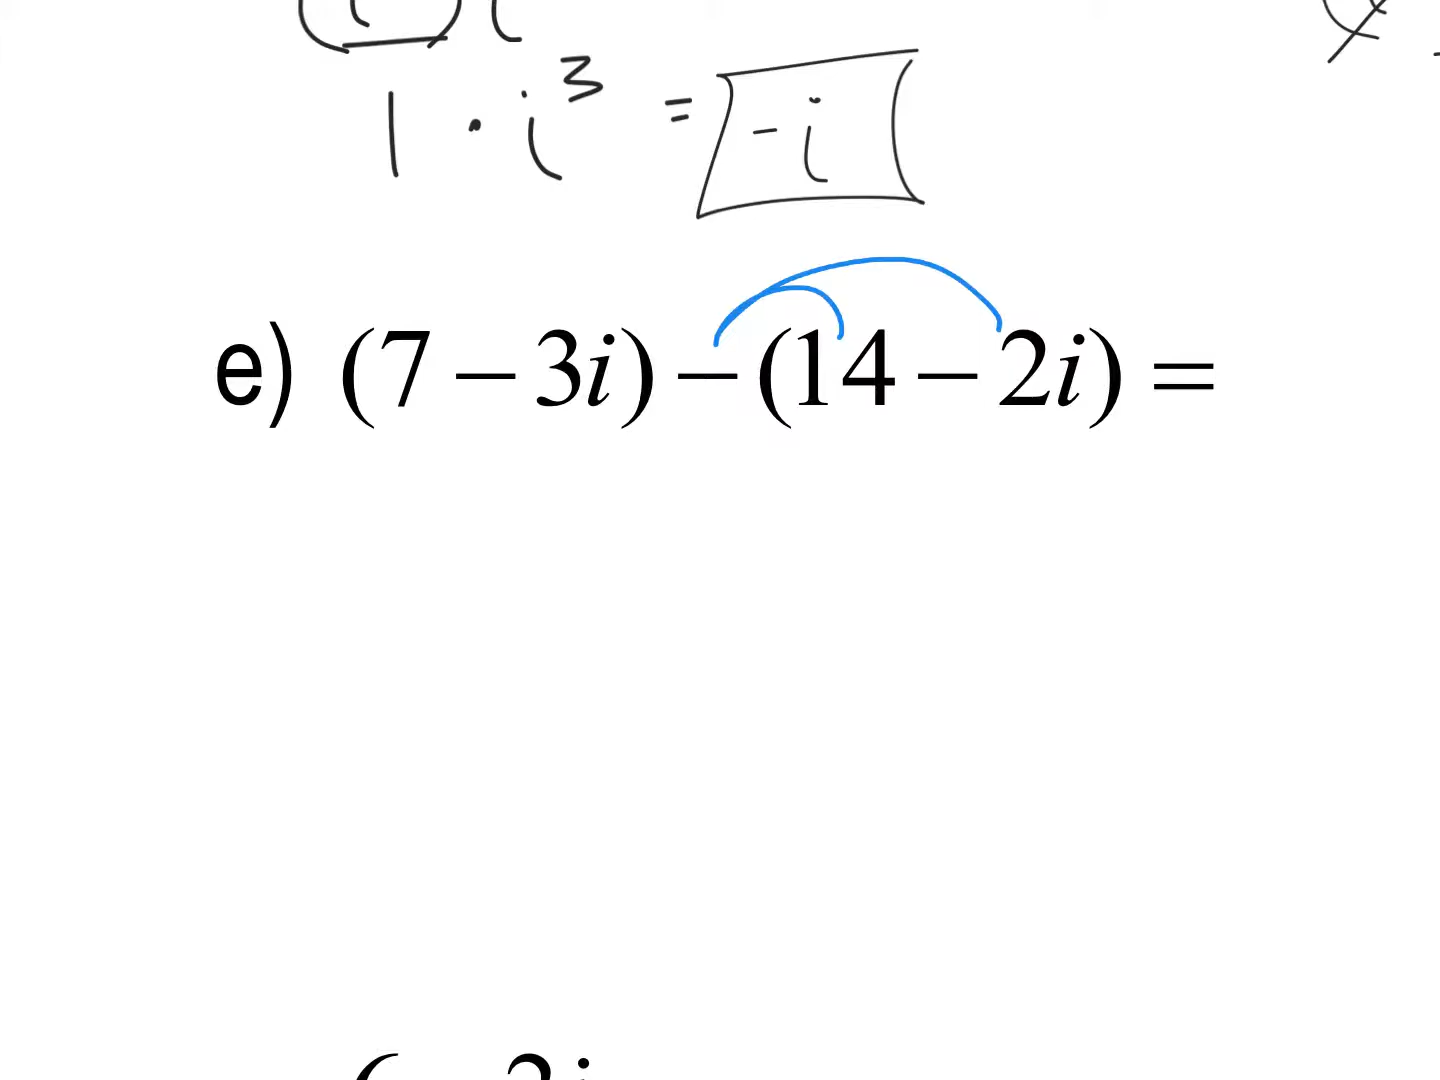 1 · i³ = -i
e) (7 – 3i) – (14 – 2i) =